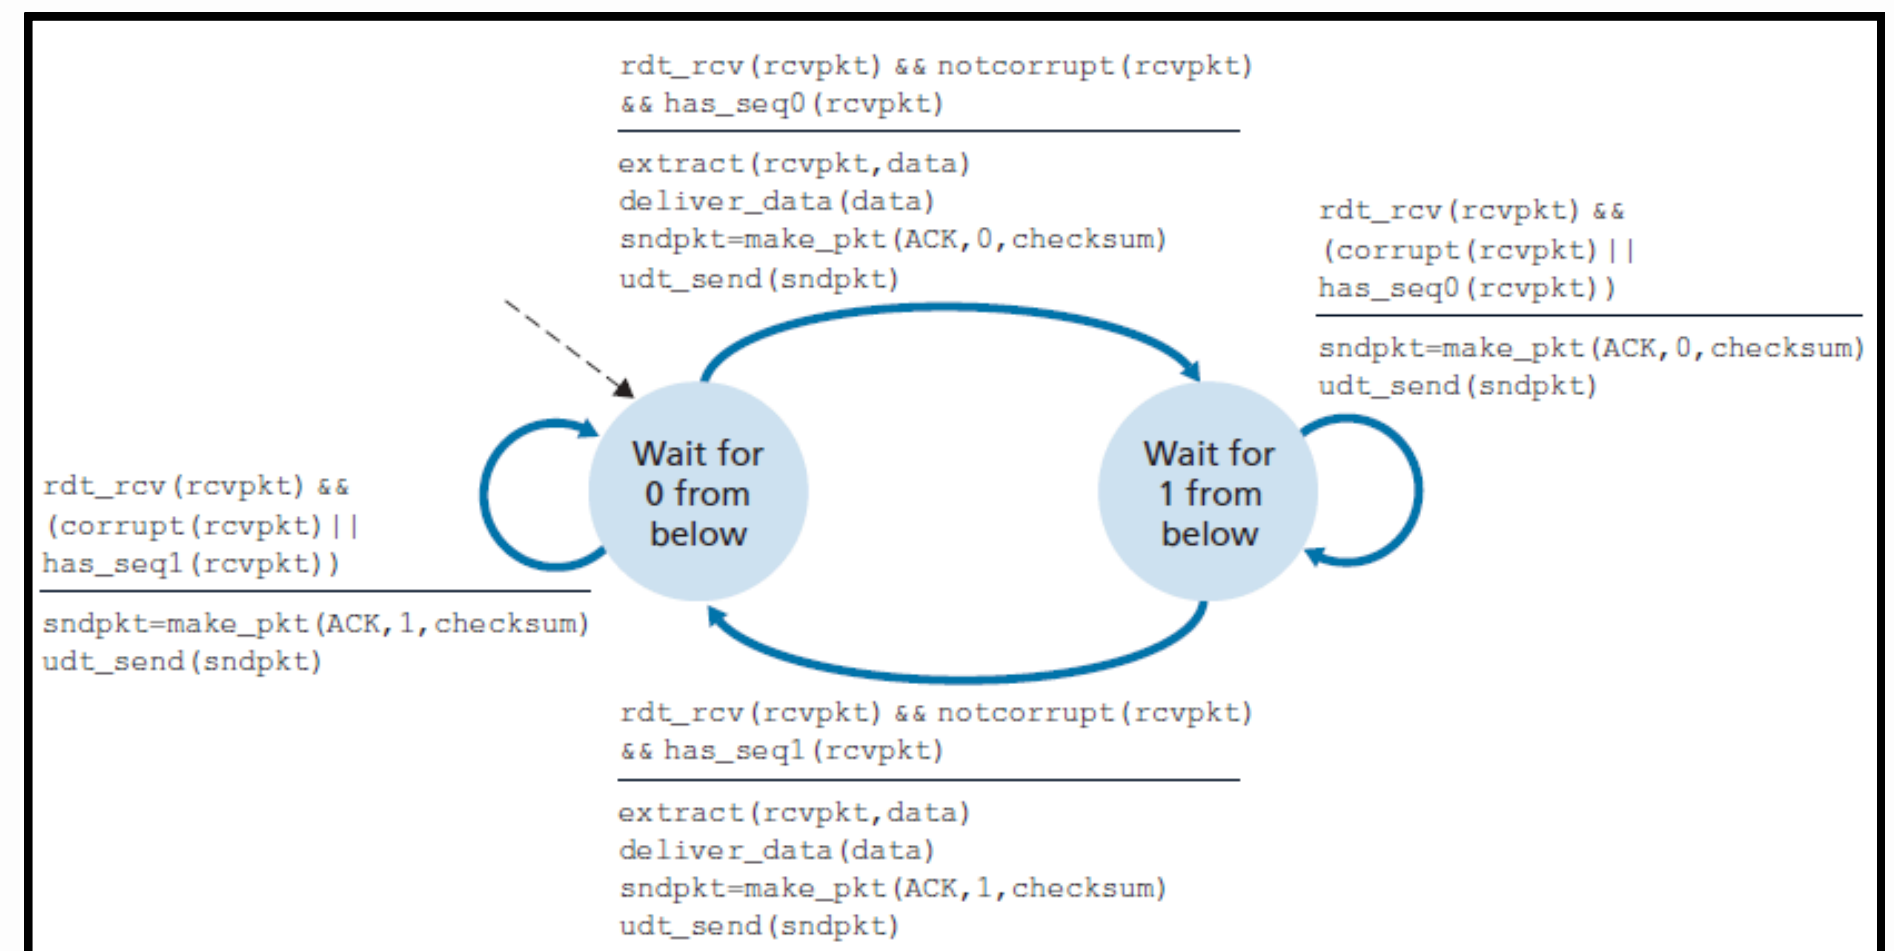 rdt_rcv(rcvpkt) && notcorrupt(rcvpkt)
&& has_seq0(rcvpkt)
extract(rcvpkt,data)
deliver_data(data)
sndpkt=make_pkt(ACK,0,checksum)
udt_send(sndpkt)
rdt_rcv(rcvpkt) &&
(corrupt(rcvpkt)||
has_seq0(rcvpkt))
sndpkt=make_pkt(ACK,0,checksum)
udt_send(sndpkt)
Wait for
0 from
below
Wait for
1 from
below
rdt_rcv(rcvpkt) &&
(corrupt(rcvpkt)||
has_seq1(rcvpkt))
sndpkt=make_pkt(ACK,1,checksum)
udt_send(sndpkt)
rdt_rcv(rcvpkt) && notcorrupt(rcvpkt)
&& has_seq1(rcvpkt)
extract(rcvpkt,data)
deliver_data(data)
sndpkt=make_pkt(ACK,1,checksum)
udt_send(sndpkt)